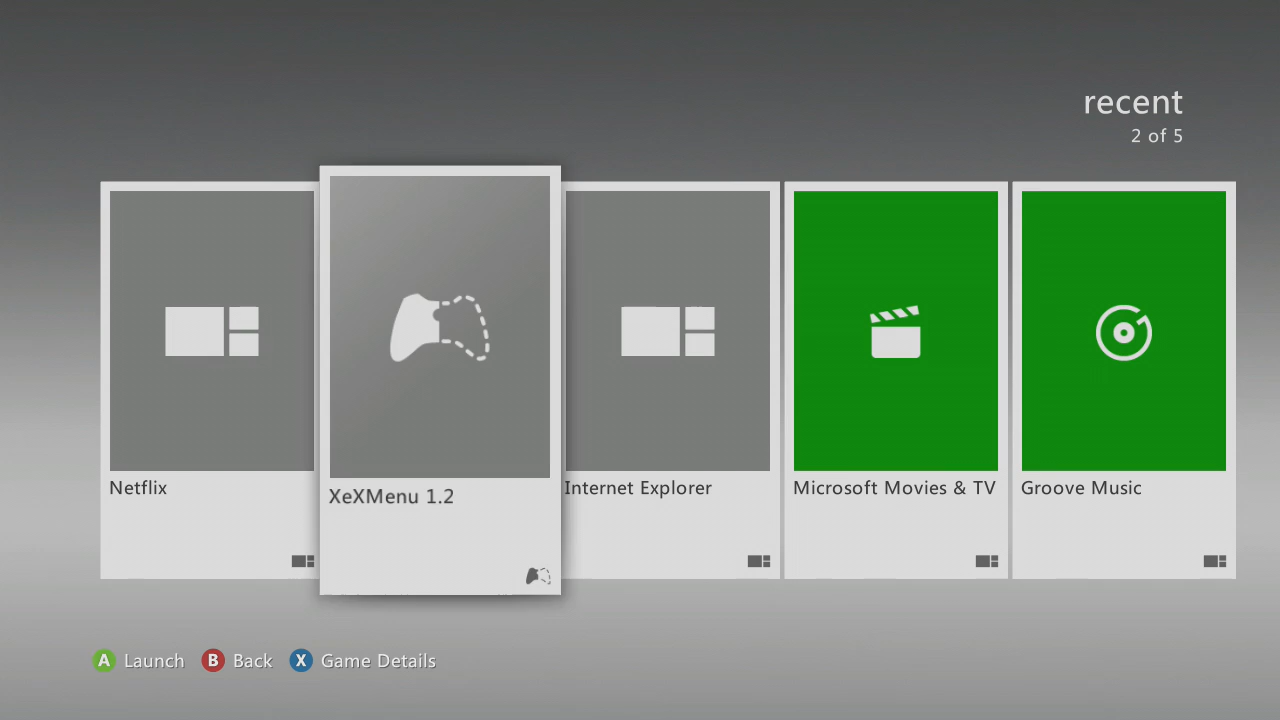 recent
2 of 5
Netflix
XeXMenu 1.2
Internet Explorer
Microsoft Movies & TV
Groove Music
A Launch B Back X Game Details